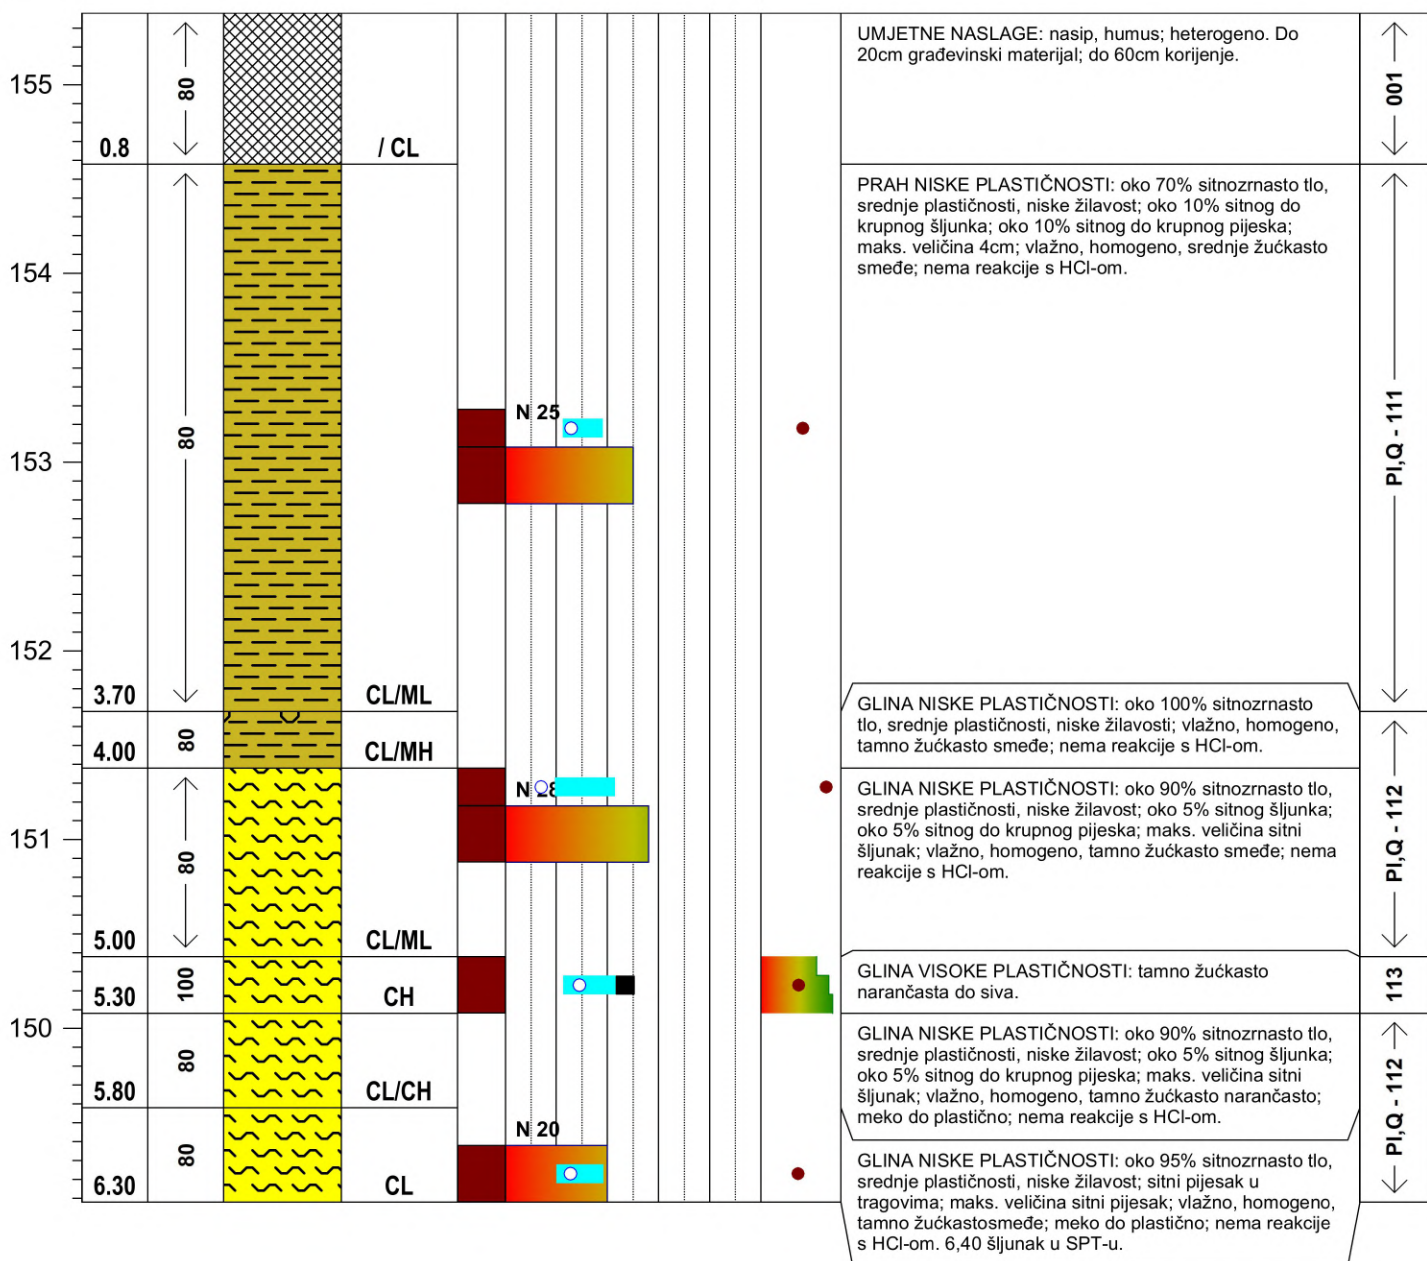 UMJETNE NASLAGE: nasip, humus; heterogeno. Do
20cm građevinski materijal; do 60cm korijenje.
155
80
001
0.8
/ CL
PRAH NISKE PLASTIČNOSTI: oko 70% sitnozrnasto tlo,
srednje plastičnosti, niske žilavost; oko 10% sitnog do
krupnog šljunka; oko 10% sitnog do krupnog pijeska;
maks. veličina 4cm; vlažno, homogeno, srednje žućkasto
smeđe; nema reakcije s HCl-om.
154
N 25
80
153
Pl,Q - 111
152
3.70
CL/ML
GLINA NISKE PLASTIČNOSTI: oko 100% sitnozrnasto
tlo, srednje plastičnosti, niske žilavosti; vlažno, homogeno,
tamno žućkasto smeđe; nema reakcije s HCl-om.
80
4.00
CL/MH
N 28
GLINA NISKE PLASTIČNOSTI: oko 90% sitnozrnasto tlo,
srednje plastičnosti, niske žilavost; oko 5% sitnog šljunka;
oko 5% sitnog do krupnog pijeska; maks. veličina sitni
šljunak; vlažno, homogeno, tamno žućkasto smeđe; nema
reakcije s HCl-om.
151
80
Pl,Q - 112
5.00
CL/ML
GLINA VISOKE PLASTIČNOSTI: tamno žućkasto
narančasta do siva.
100
5.30
CH
113
150
GLINA NISKE PLASTIČNOSTI: oko 90% sitnozrnasto tlo,
srednje plastičnosti, niske žilavost; oko 5% sitnog šljunka;
oko 5% sitnog do krupnog pijeska; maks. veličina sitni
šljunak; vlažno, homogeno, tamno žućkasto narančasto;
meko do plastično; nema reakcije s HCl-om.
80
5.80
CL/CH
Pl,Q - 112
N 20
80
6.30
CL
GLINA NISKE PLASTIČNOSTI: oko 95% sitnozrnasto tlo,
srednje plastičnosti, niske žilavost; sitni pijesak u
tragovima; maks. veličina sitni pijesak; vlažno, homogeno,
tamno žućkastosmeđe; meko do plastično; nema reakcije
s HCl-om. 6,40 šljunak u SPT-u.